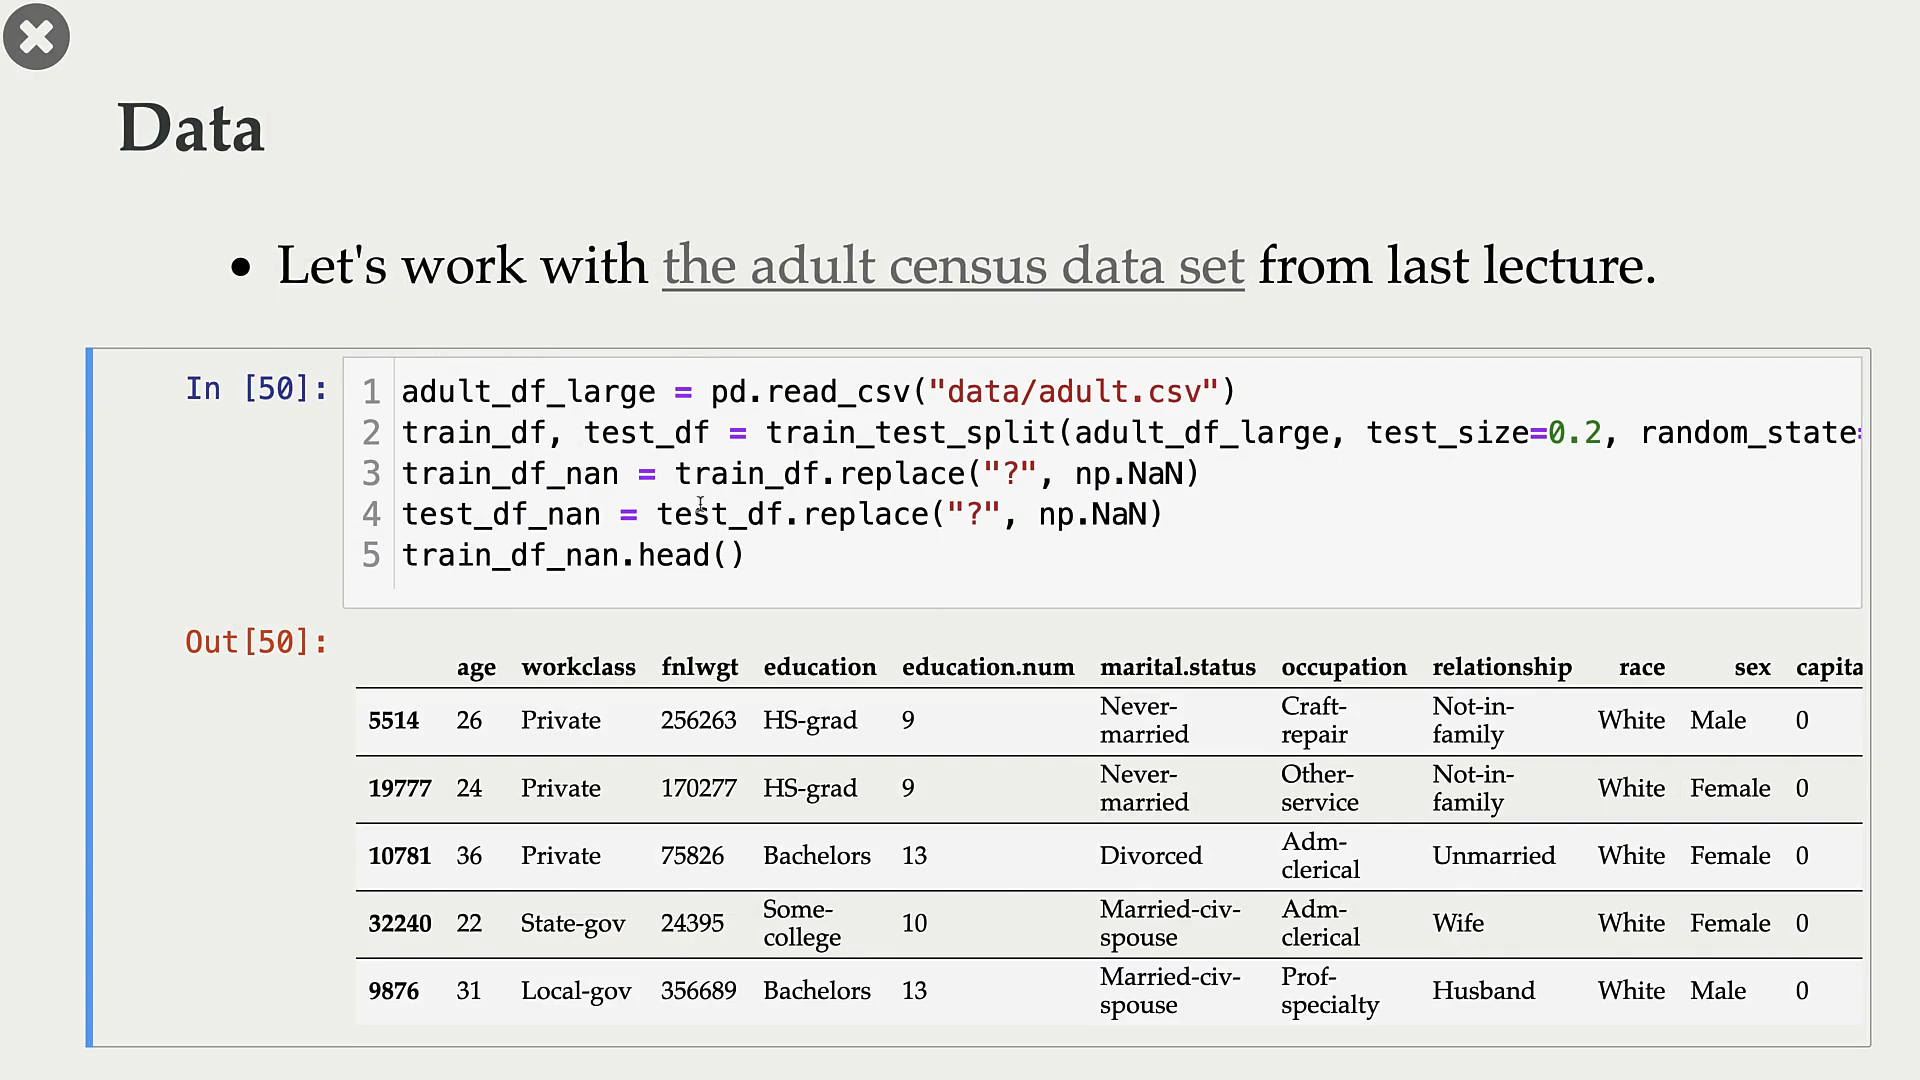 Data
• Let's work with the adult census data set from last lecture.
In [50]:
1 adult_df_large = pd.read_csv("data/adult.csv")
2 train_df, test_df = train_test_split(adult_df_large, test_size=0.2, random_state=
3 train_df_nan = train_df.replace("?", np.NaN)
4 test_df_nan = test_df.replace("?", np.NaN)
5 train_df_nan.head()
Out[50]:
age workclass fnlwgt education education.num marital.status occupation relationship race sex capita
5514 26 Private 256263 HS-grad 9 Never-married Craft-repair Not-in-family White Male 0
19777 24 Private 170277 HS-grad 9 Never-married Other-service Not-in-family White Female 0
10781 36 Private 75826 Bachelors 13 Divorced Adm-clerical Unmarried White Female 0
32240 22 State-gov 24395 Some-college 10 Married-civ-spouse Adm-clerical Wife White Female 0
9876 31 Local-gov 356689 Bachelors 13 Married-civ-spouse Prof-specialty Husband White Male 0